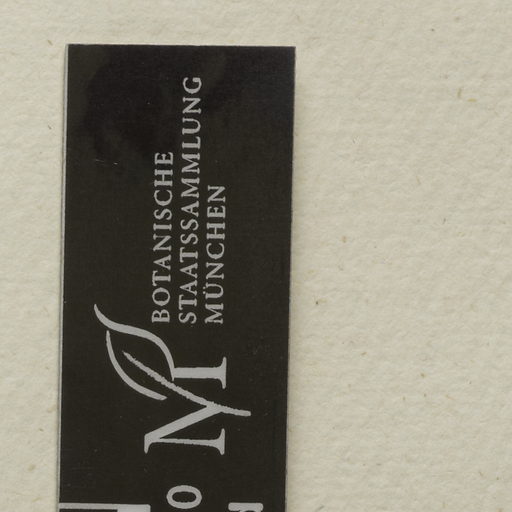 BOTANISCHE
STAATSSAMMLUNG
MÜNCHEN
M